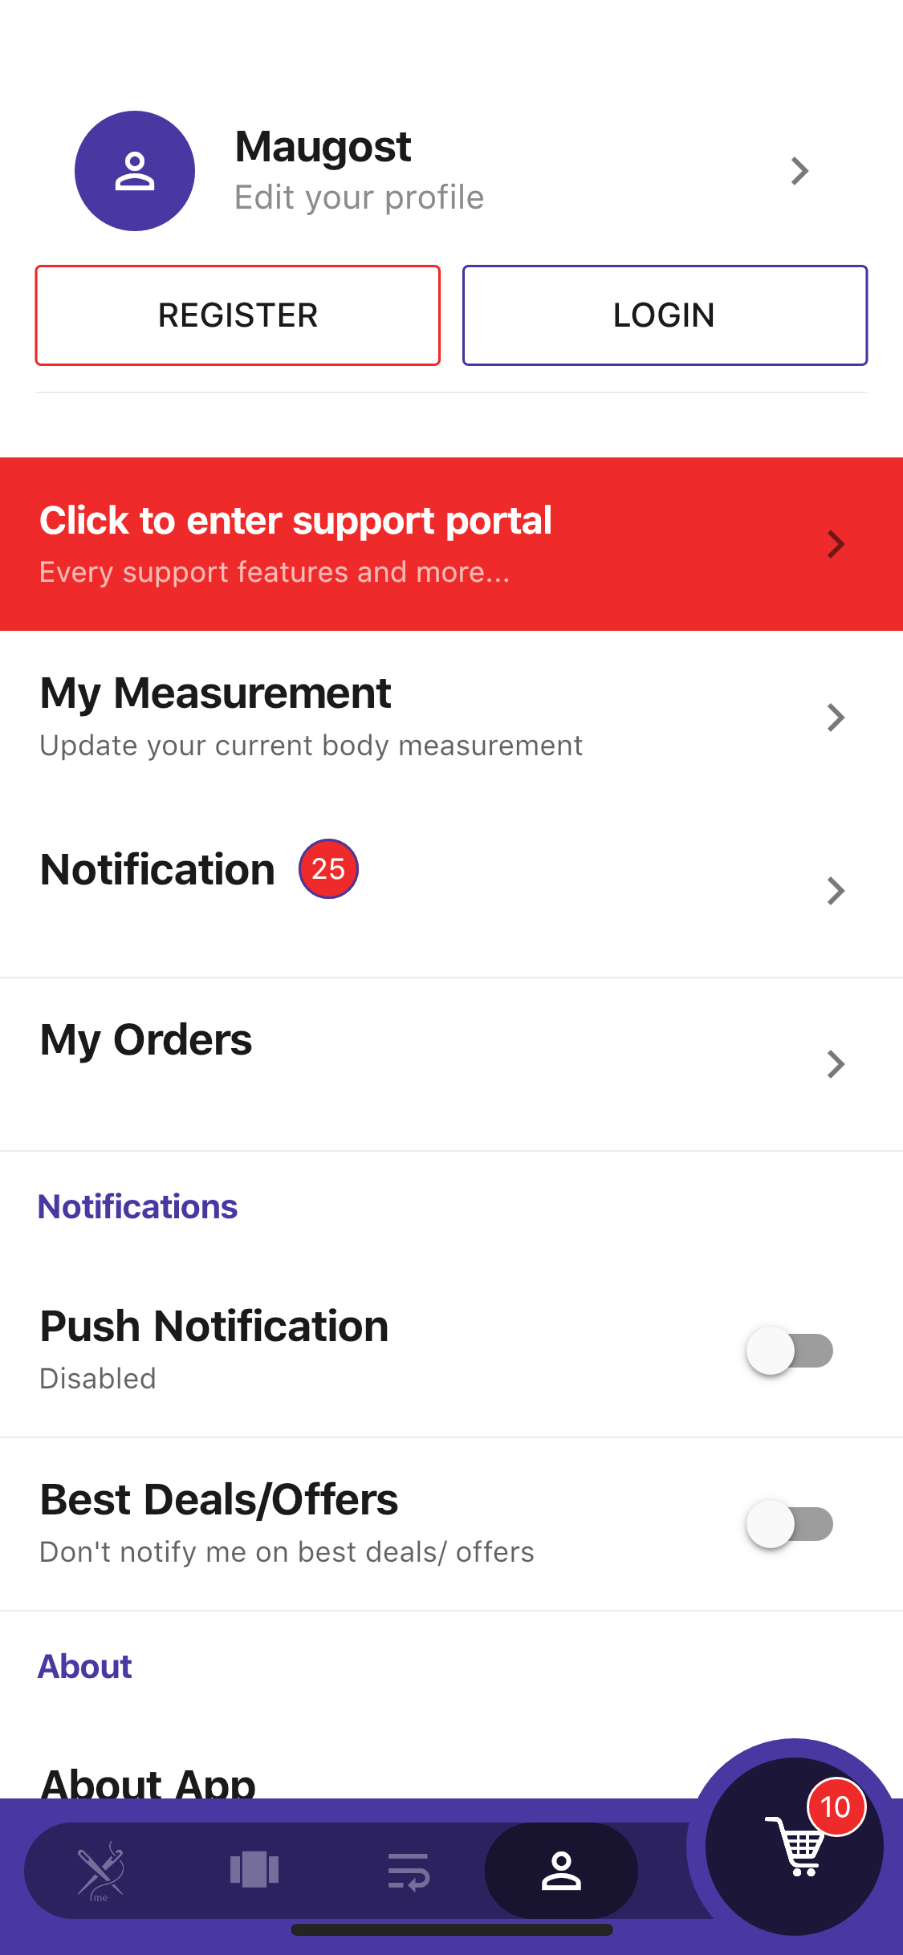 Maugost
Edit your profile
REGISTER
LOGIN
Click to enter support portal
Every support features and more...
My Measurement
Update your current body measurement
Notification 25
My Orders
Notifications
Push Notification
Disabled
Best Deals/Offers
Don't notify me on best deals/ offers
About
About App
10
me